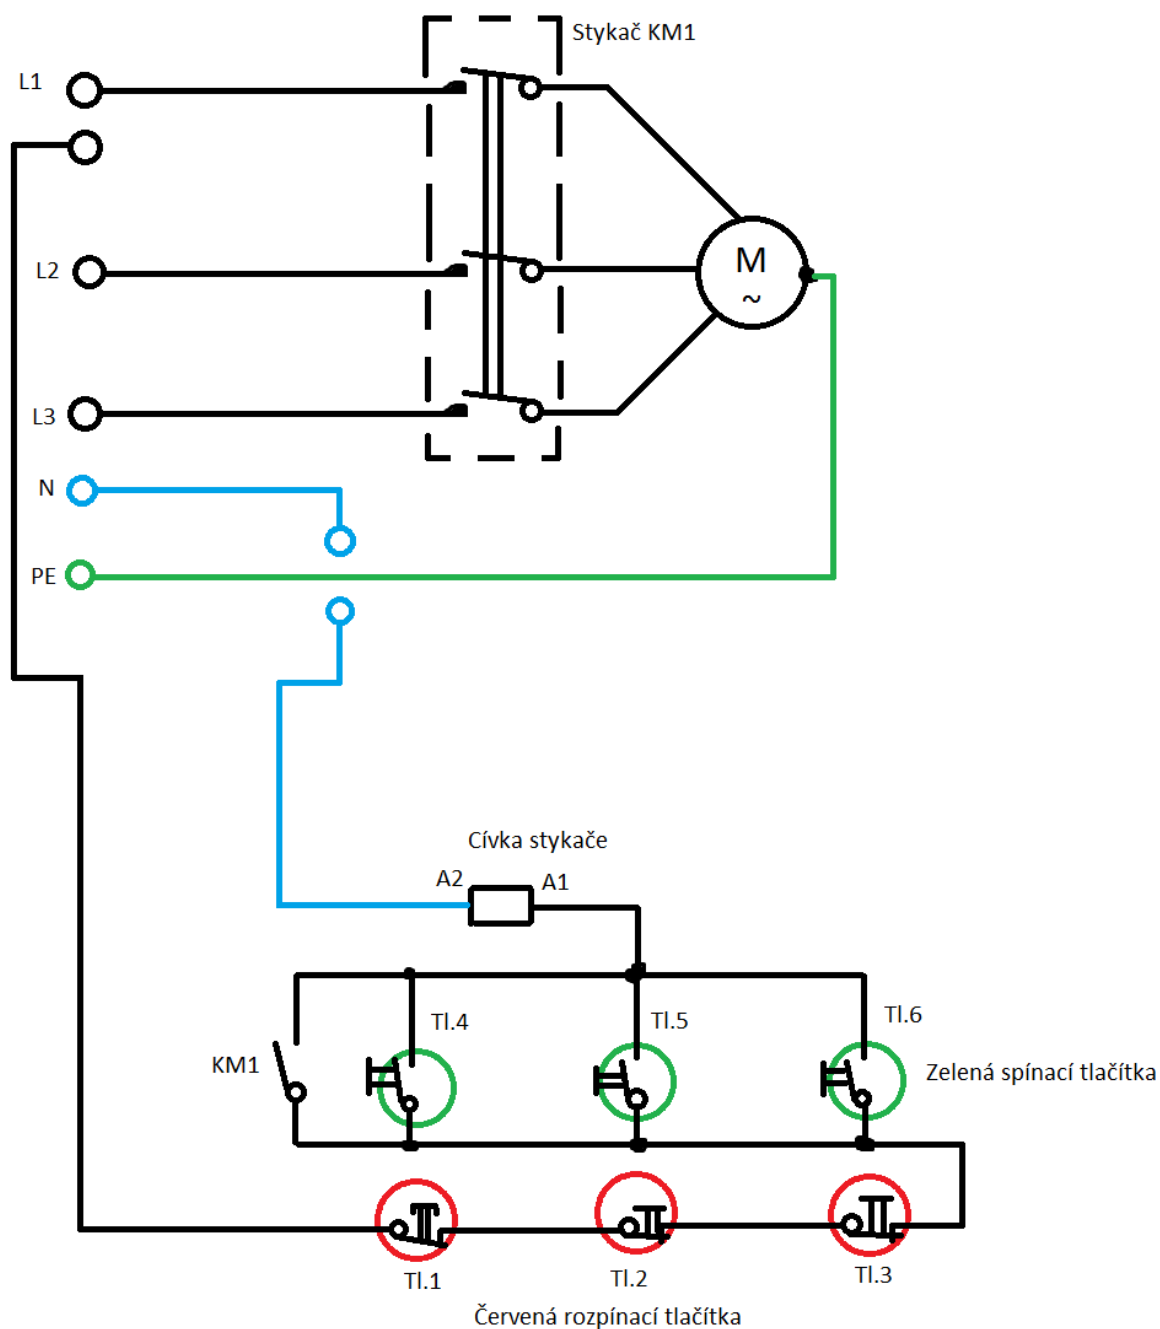 Stykač KM1
L1
L2
M
~
L3
N
PE
Cívka stykače
A2
A1
Tl.4
Tl.5
Tl.6
KM1
Zelená spínací tlačítka
Tl.1
Tl.2
Tl.3
Červená rozpínací tlačítka